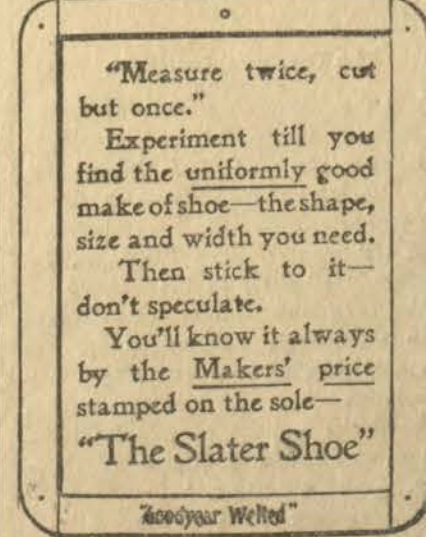 "Measure twice, cut
but once."
Experiment till you
find the uniformly good
make of shoe—the shape,
size and width you need.
Then stick to it—
don't speculate.
You'll know it always
by the Makers' price
stamped on the sole—
"The Slater Shoe"
"Goodyear Welted"